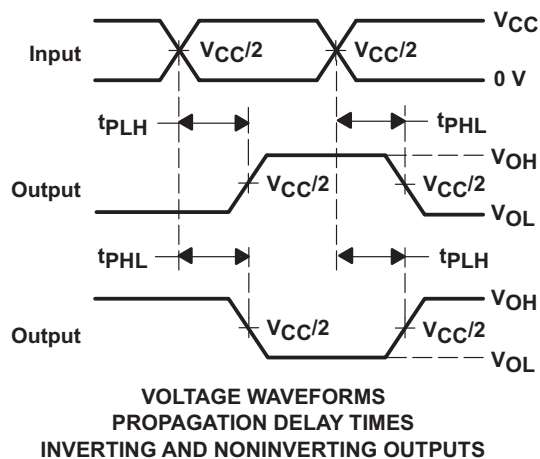 VCC
Input
VCC/2
VCC/2
0 V
tPLH
tPHL
VOH
Output
VCC/2
VCC/2
VOL
tPHL
tPLH
VOH
Output
VCC/2
VCC/2
VOL
VOLTAGE WAVEFORMS
PROPAGATION DELAY TIMES
INVERTING AND NONINVERTING OUTPUTS